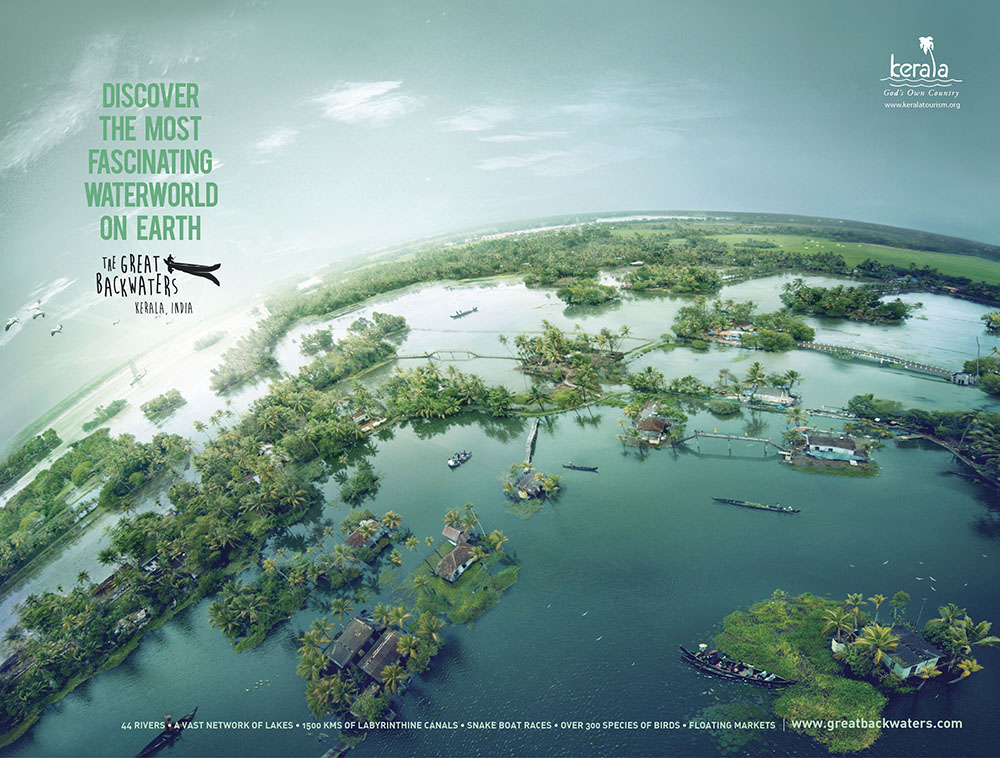 DISCOVER
THE MOST
FASCINATING
WATERWORLD
ON EARTH
THE GREAT
BACKWATERS
KERALA, INDIA
kerala
God's Own Country
www.keralatourism.org
44 RIVERS • A VAST NETWORK OF LAKES • 1500 KMS OF LABYRINTHINE CANALS • SNAKE BOAT RACES • OVER 300 SPECIES OF BIRDS • FLOATING MARKETS | www.greatbackwaters.com